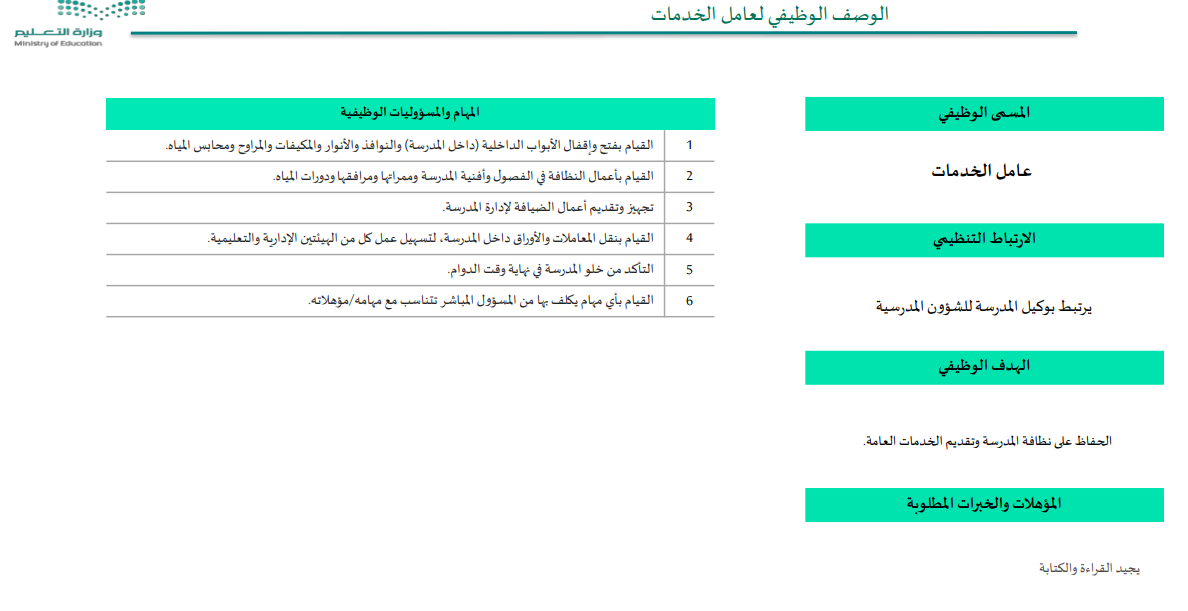 الوصف الوظيفي لعامل الخدمات
وزارة التعـــليم
Ministry of Education
المسمى الوظيفي
عامل الخدمات
الارتباط التنظيمي
يرتبط بوكيل المدرسة للشؤون المدرسية
الهدف الوظيفي
الحفاظ على نظافة المدرسة وتقديم الخدمات العامة.
المؤهلات والخبرات المطلوبة
يجيد القراءة والكتابة
المهام والمسؤوليات الوظيفية
1 القيام بفتح وإقفال الأبواب الداخلية (داخل المدرسة) والنوافذ والأنوار والمكيفات والمراوح ومحابس المياه.
2 القيام بأعمال النظافة في الفصول وأفنية المدرسة وممراتها ومرافقها ودورات المياه.
3 تجهيز وتقديم أعمال الضيافة لإدارة المدرسة.
4 القيام بنقل المعاملات والأوراق داخل المدرسة، لتسهيل عمل كل من الهيئتين الإدارية والتعليمية.
5 التأكد من خلو المدرسة في نهاية وقت الدوام.
6 القيام بأي مهام يكلف بها من المسؤول المباشر تتناسب مع مهامه/مؤهلاته.